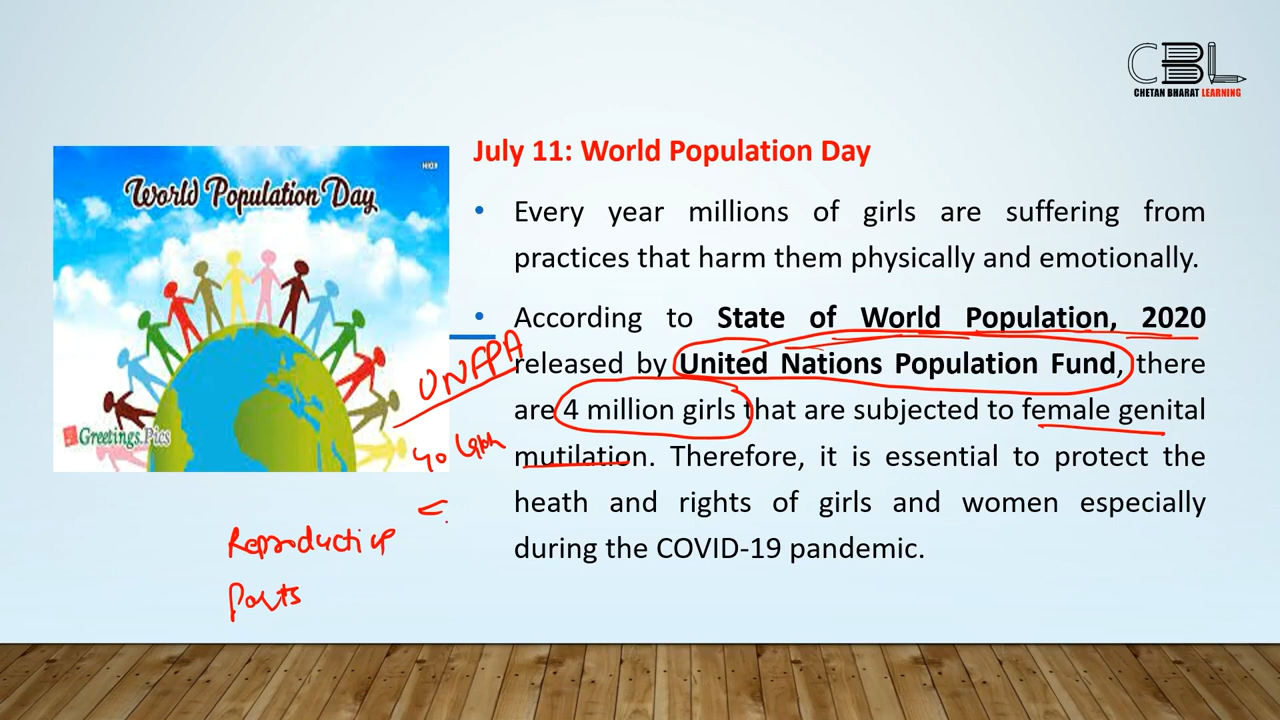 CBL
CHETAN BHARAT LEARNING
World Population Day
Greetings.Pics
July 11: World Population Day
• Every year millions of girls are suffering from
practices that harm them physically and emotionally.
• According to State of World Population, 2020
released by United Nations Population Fund, there
are 4 million girls that are subjected to female genital
mutilation. Therefore, it is essential to protect the
heath and rights of girls and women especially
during the COVID-19 pandemic.
UNFPA
40 Lakh
Reproductive
Parts